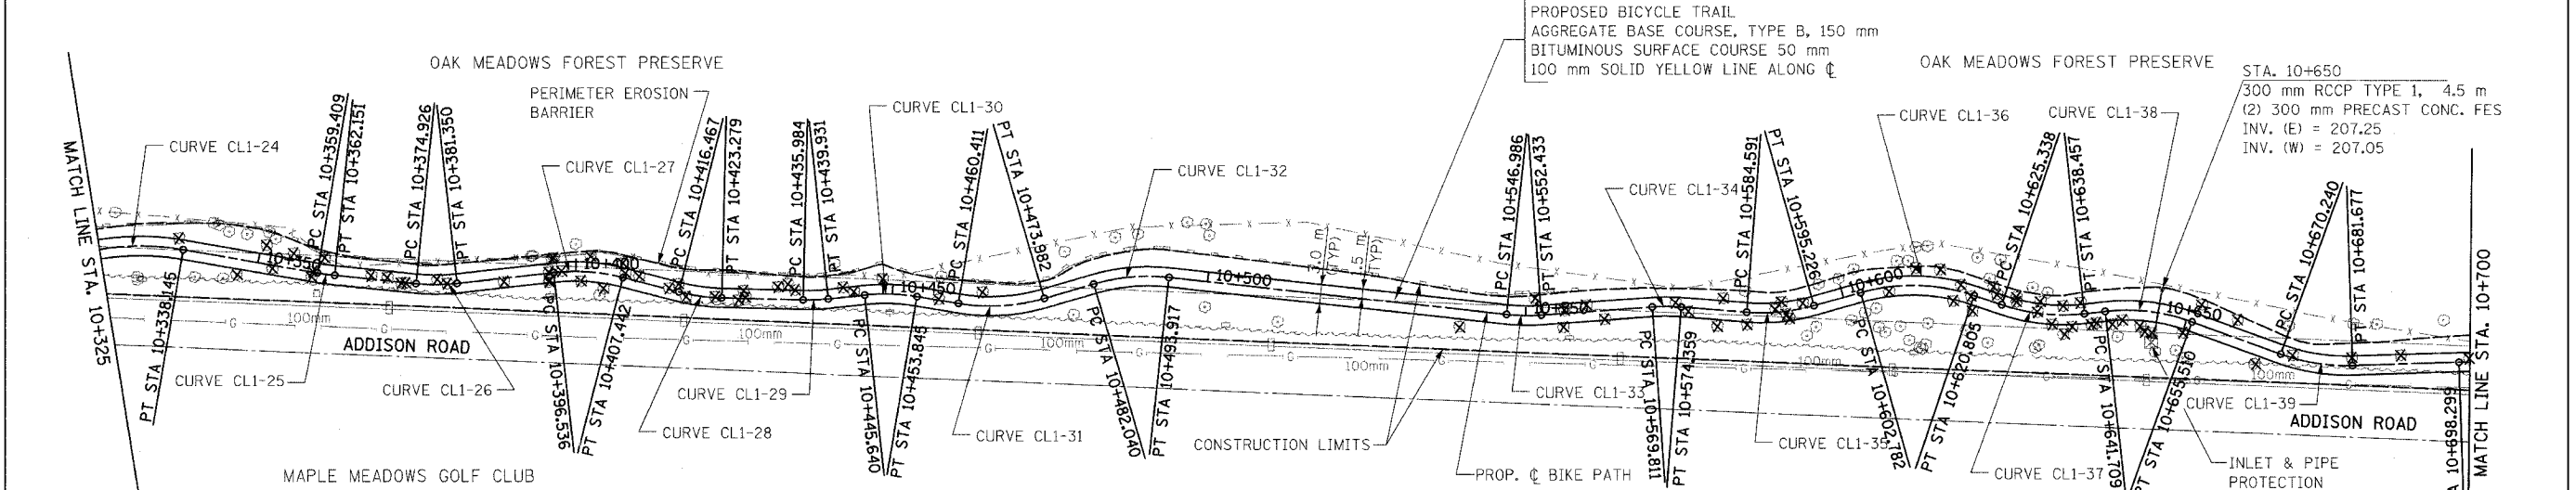 PROPOSED BICYCLE TRAIL
AGGREGATE BASE COURSE, TYPE B, 150 mm
BITUMINOUS SURFACE COURSE 50 mm
100 mm SOLID YELLOW LINE ALONG ℄
OAK MEADOWS FOREST PRESERVE
OAK MEADOWS FOREST PRESERVE
STA. 10+650
300 mm RCCP TYPE 1, 4.5 m
(2) 300 mm PRECAST CONC. FES
INV. (E) = 207.25
INV. (W) = 207.05
PERIMETER EROSION
BARRIER
MATCH LINE STA. 10+325
CURVE CL1-24
PC STA 10+359.409
PT STA 10+362.151
PC STA 10+374.926
PT STA 10+381.350
CURVE CL1-27
PC STA 10+416.467
PT STA 10+423.279
PC STA 10+435.984
PT STA 10+439.931
CURVE CL1-30
PC STA 10+460.411
PT STA 10+473.982
CURVE CL1-32
PC STA 10+546.986
PT STA 10+552.433
CURVE CL1-34
PC STA 10+584.591
PT STA 10+595.226
CURVE CL1-36
PC STA 10+625.338
PT STA 10+638.457
CURVE CL1-38
PC STA 10+670.240
PT STA 10+681.677
MATCH LINE STA. 10+700
10+350
10+400
10+450
10+500
10+550
10+600
10+650
3.0 m
(TYP)
1.5 m
(TYP)
100mm
100mm
100mm
100mm
100mm
100mm
G
G
G
G
G
ADDISON ROAD
ADDISON ROAD
PT STA 10+338.145
CURVE CL1-25
CURVE CL1-26
PC STA 10+396.536
PT STA 10+407.442
CURVE CL1-28
CURVE CL1-29
PC STA 10+445.640
PT STA 10+453.845
CURVE CL1-31
PC STA 10+482.040
PT STA 10+493.917
CONSTRUCTION LIMITS
PROP. ℄ BIKE PATH
CURVE CL1-33
PC STA 10+569.811
PT STA 10+574.359
CURVE CL1-35
PC STA 10+602.782
PT STA 10+620.805
CURVE CL1-37
PC STA 10+641.709
PT STA 10+655.510
CURVE CL1-39
INLET & PIPE
PROTECTION
10+698.299
MAPLE MEADOWS GOLF CLUB